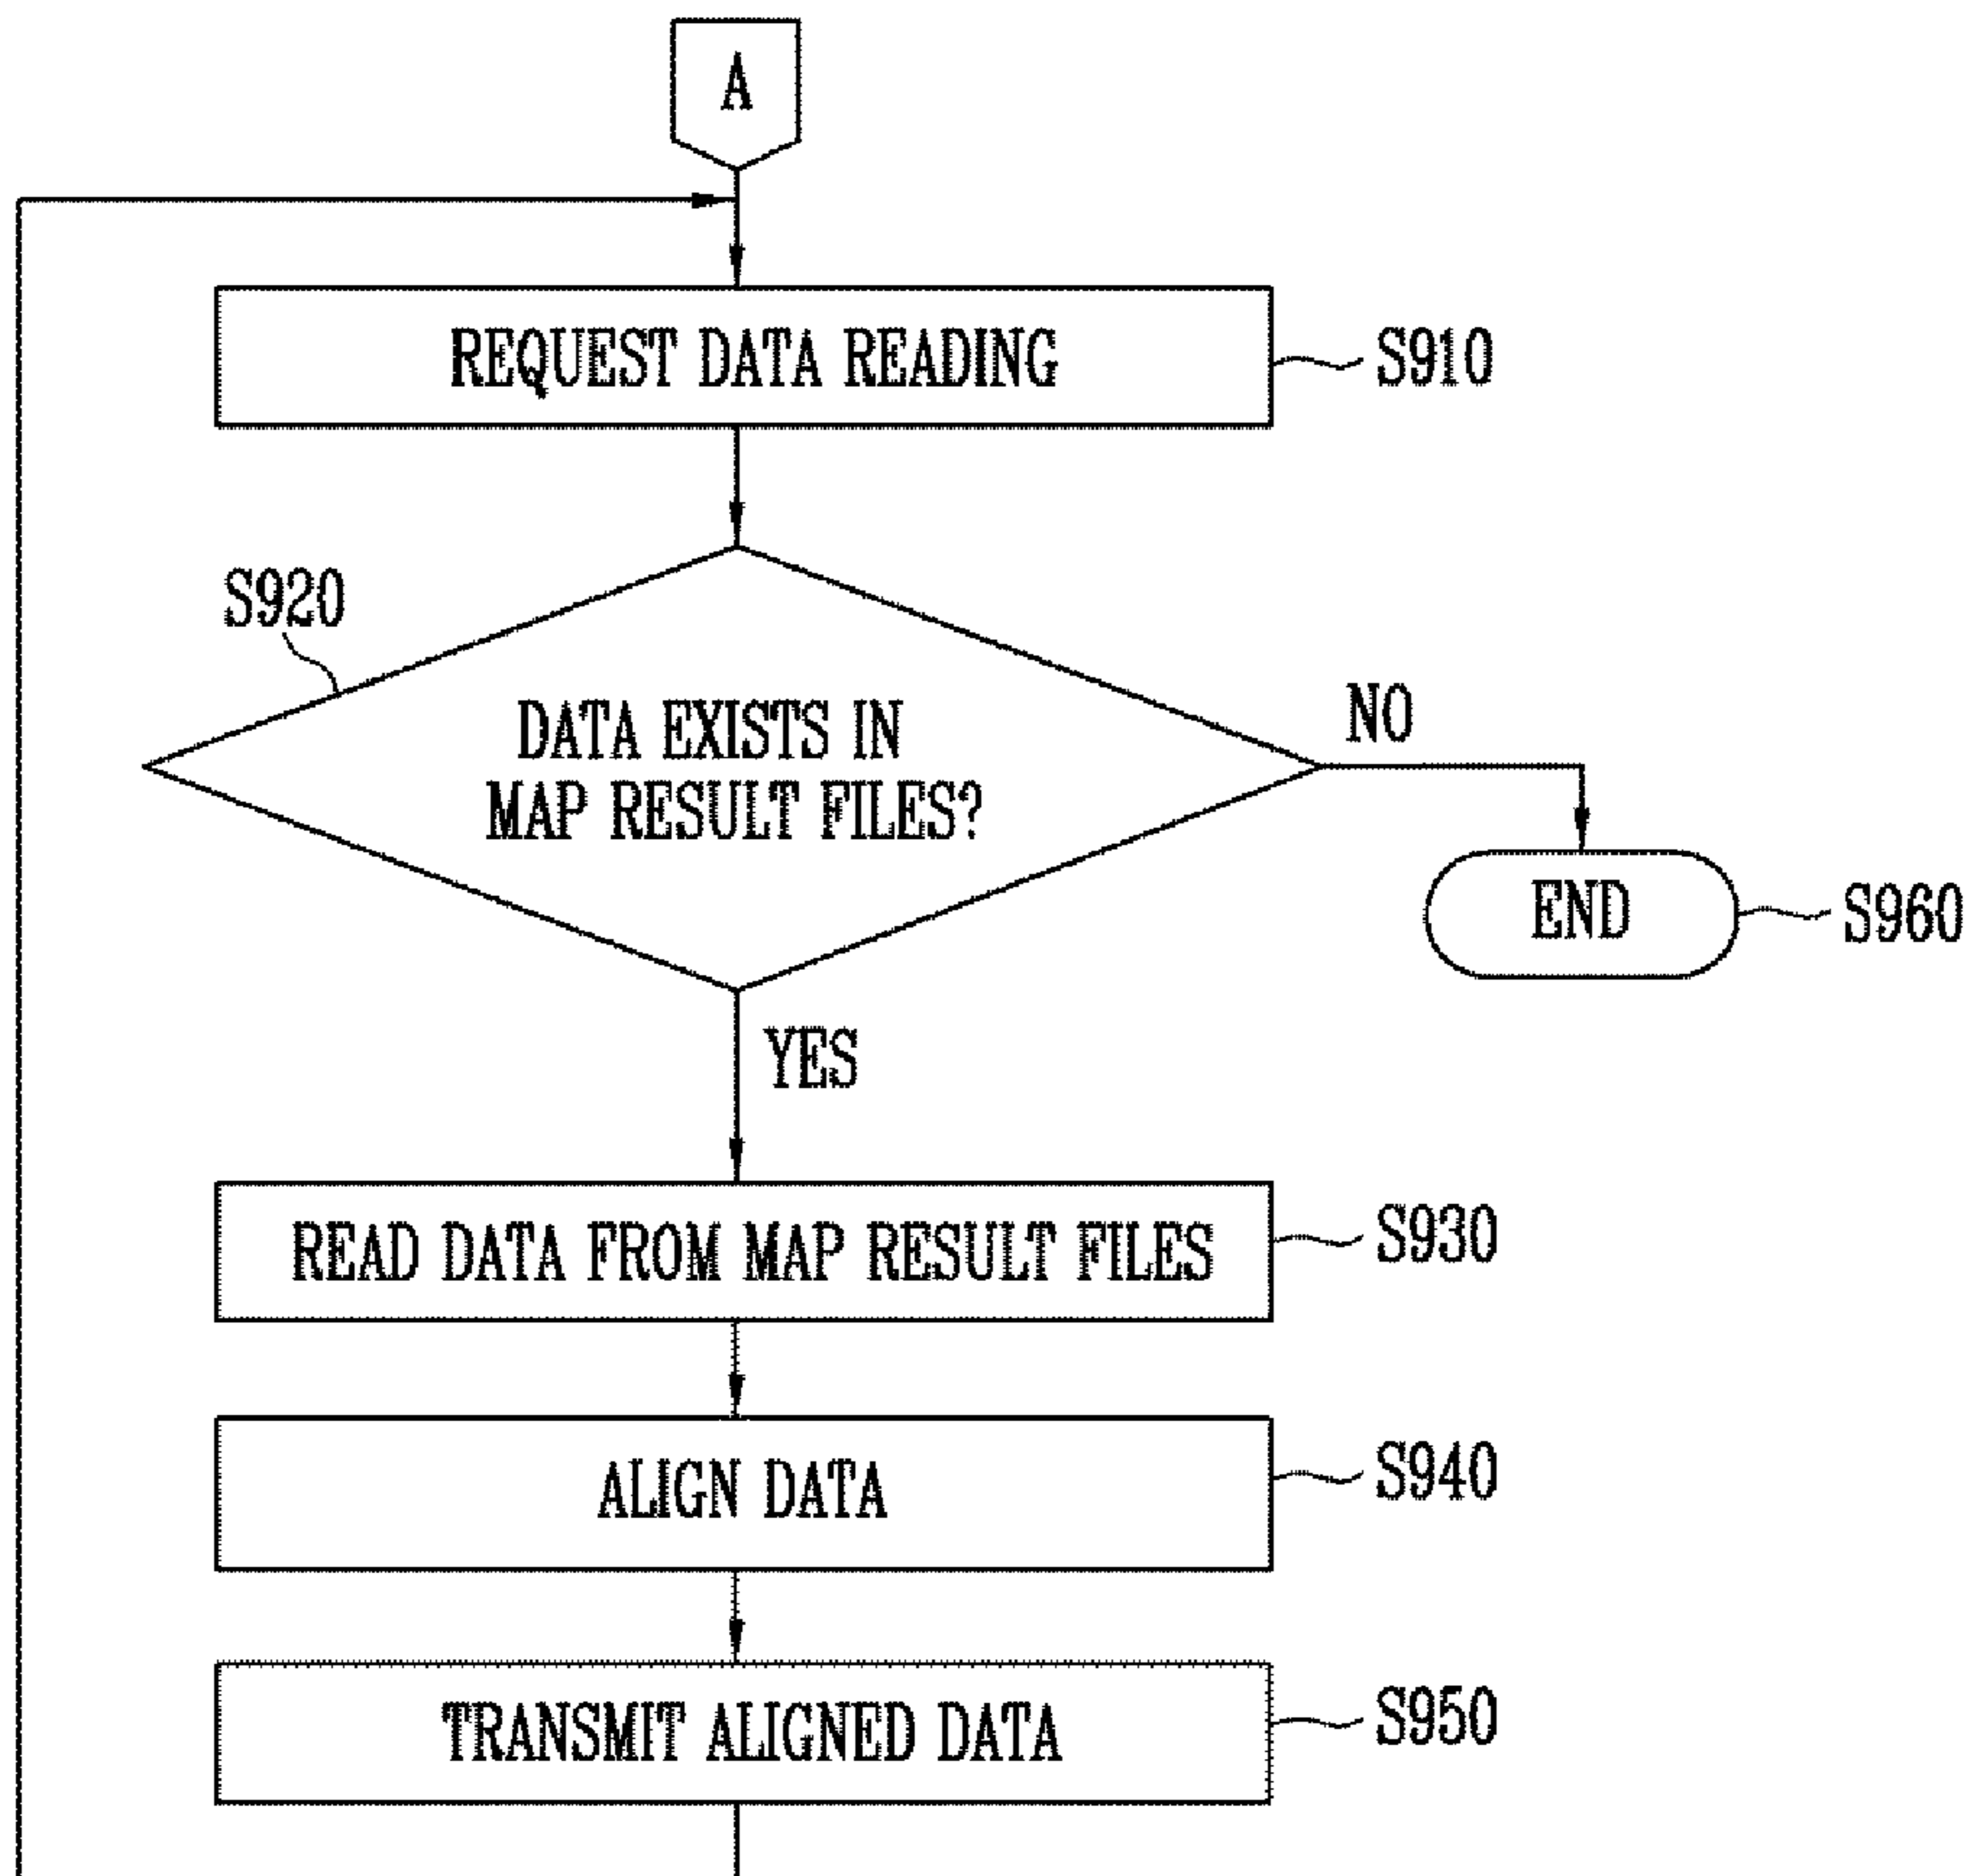 A
REQUEST DATA READING
S910
S920
DATA EXISTS IN
MAP RESULT FILES?
NO
END
S960
YES
READ DATA FROM MAP RESULT FILES
S930
ALIGN DATA
S940
TRANSMIT ALIGNED DATA
S950